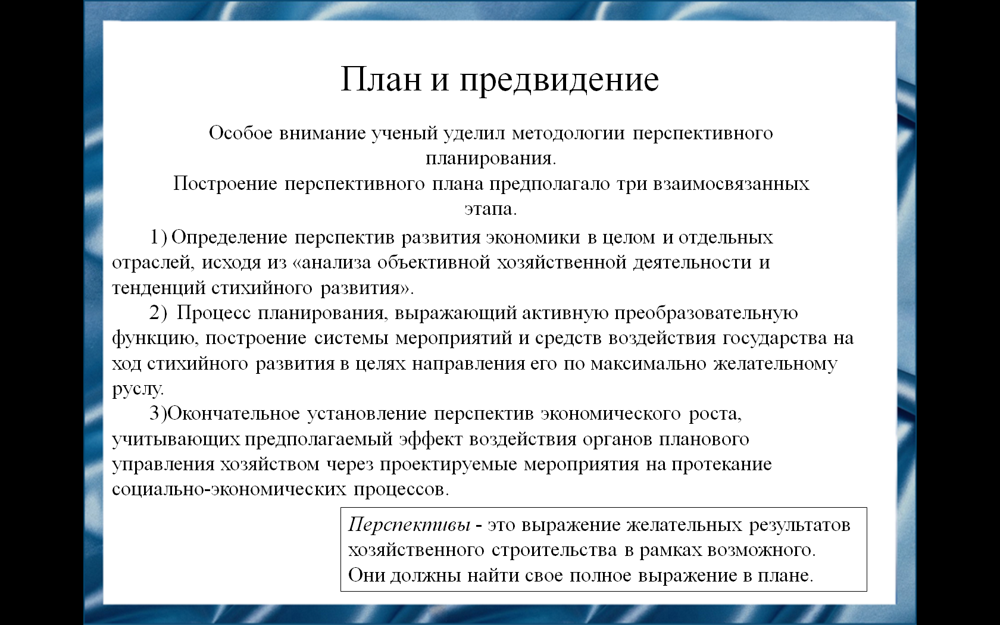 План и предвидение
Особое внимание ученый уделил методологии перспективного
планирования.
Построение перспективного плана предполагало три взаимосвязанных
этапа.
1) Определение перспектив развития экономики в целом и отдельных
отраслей, исходя из «анализа объективной хозяйственной деятельности и
тенденций стихийного развития».
2) Процесс планирования, выражающий активную преобразовательную
функцию, построение системы мероприятий и средств воздействия государства на
ход стихийного развития в целях направления его по максимально желательному
руслу.
3)Окончательное установление перспектив экономического роста,
учитывающих предполагаемый эффект воздействия органов планового
управления хозяйством через проектируемые мероприятия на протекание
социально-экономических процессов.
Перспективы - это выражение желательных результатов
хозяйственного строительства в рамках возможного.
Они должны найти свое полное выражение в плане.